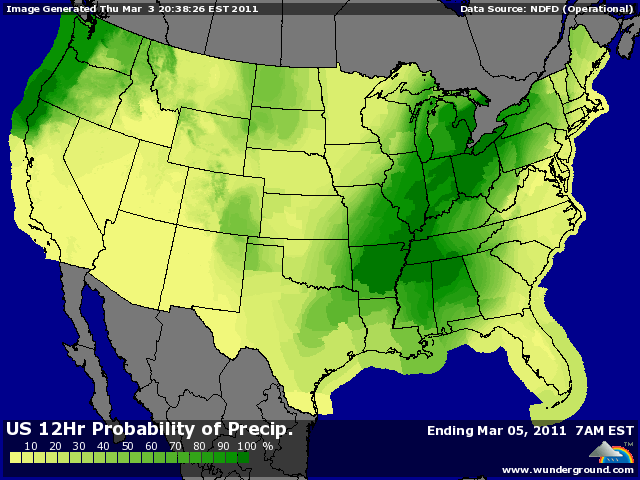 Image Generated Thu Mar 3 20:38:26 EST 2011
Data Source: NDFD (Operational)
US 12Hr Probability of Precip.
Ending Mar 05, 2011 7AM EST
10 20 30 40 50 60 70 80 90 100 %
TM
www.wunderground.com